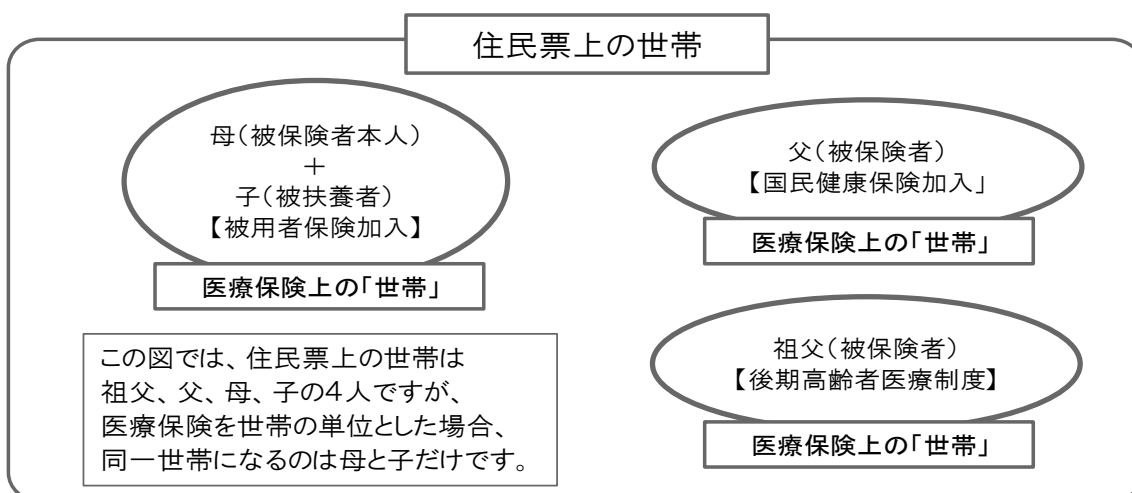 住民票上の世帯
母(被保険者本人)
+
子(被扶養者)
【被用者保険加入】
医療保険上の「世帯」
父(被保険者)
【国民健康保険加入」
医療保険上の「世帯」
祖父(被保険者)
【後期高齢者医療制度】
医療保険上の「世帯」
この図では、住民票上の世帯は
祖父、父、母、子の4人ですが、
医療保険を世帯の単位とした場合、
同一世帯になるのは母と子だけです。